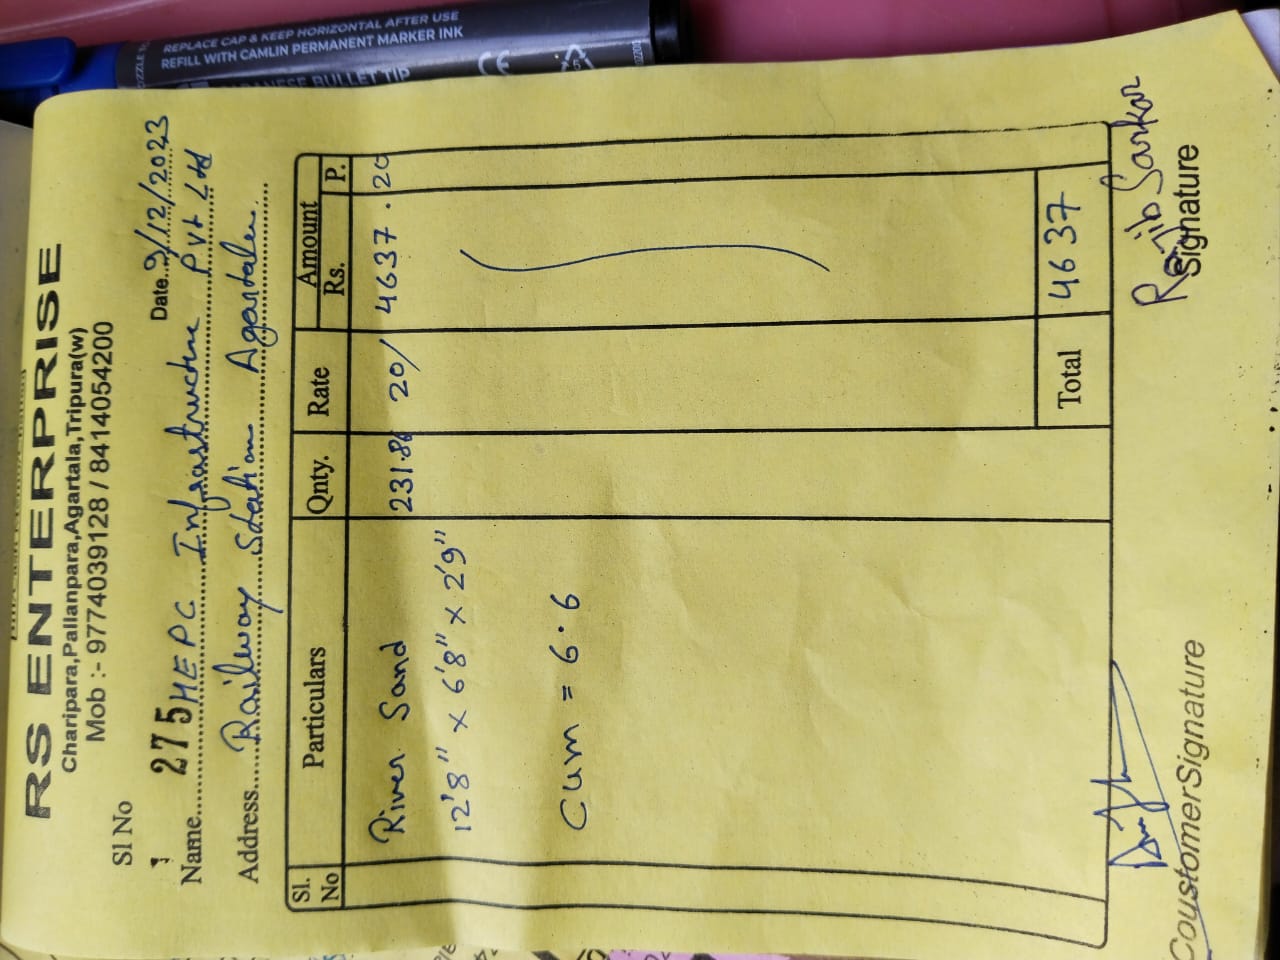 REPLACE CAP & KEEP HORIZONTAL AFTER USE
REFILL WITH CAMLIN PERMANENT MARKER INK
BULLET TIP
RS ENTERPRISE
Charipara,Pallanpara,Agartala,Tripura(w)
Mob :- 9774039128 / 8414054200
Sl No
275
Date 9/12/2023
Name HEPC Infrastructure Pvt Ltd
Address Railway Station Agartala
Sl. No Particulars Qnty. Rate Amount Rs. P.
River Sand 231.86 20/ 4637.20
12'8" x 6'8" x 2'9"
Cum = 6.6
Total 4637
Rajib Sarkar
CoustomerSignature Signature